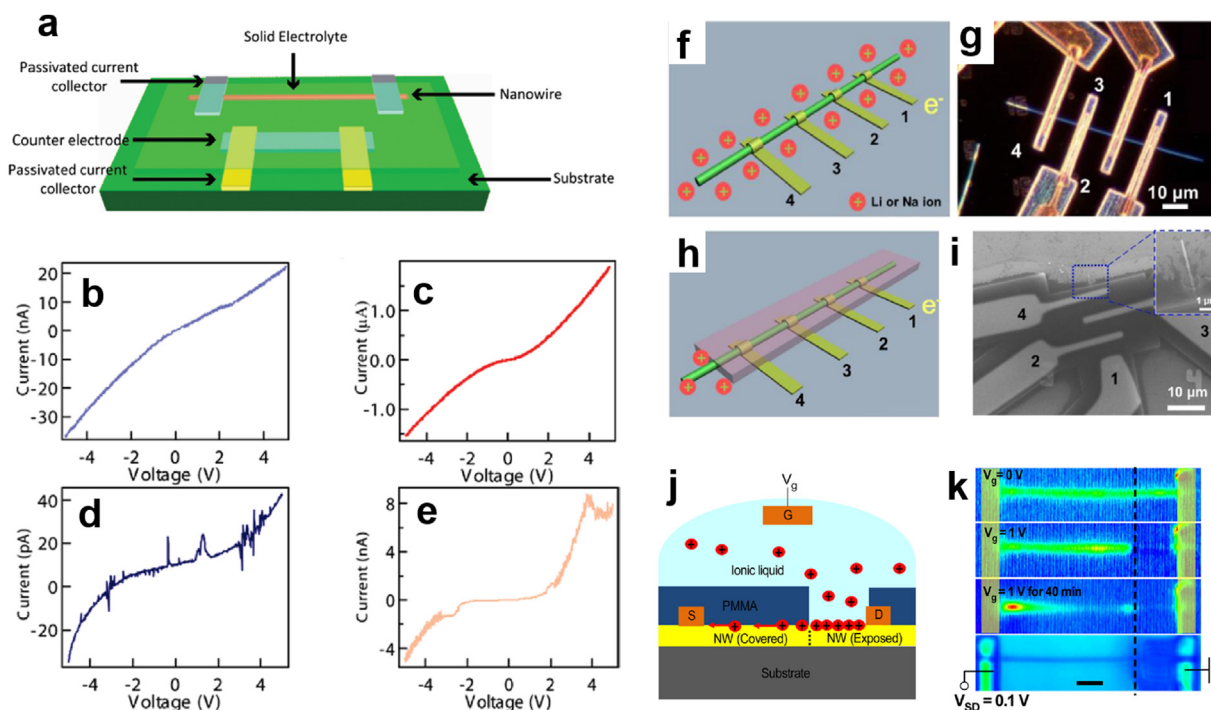 a
Solid Electrolyte
Passivated current
collector
Nanowire
Counter electrode
Passivated current
collector
Substrate
b
Current (nA)
20
10
0
-10
-20
-30
-4 -2 0 2 4
Voltage (V)
c
Current (µA)
1.0
0.0
-1.0
-4 -2 0 2 4
Voltage (V)
d
Current (pA)
40
20
0
-20
-4 -2 0 2 4
Voltage (V)
e
Current (nA)
8
4
0
-4
-4 -2 0 2 4
Voltage (V)
f
e-
1
2
3
4
Li or Na ion
g
3
1
4
2
10 µm
h
e-
1
2
3
4
i
4
3
2
1
1 µm
10 µm
j
Vg
G
Ionic liquid
PMMA
S
D
NW (Covered)
NW (Exposed)
Substrate
k
Vg = 0 V
Vg = 1 V
Vg = 1 V for 40 min
VSD = 0.1 V